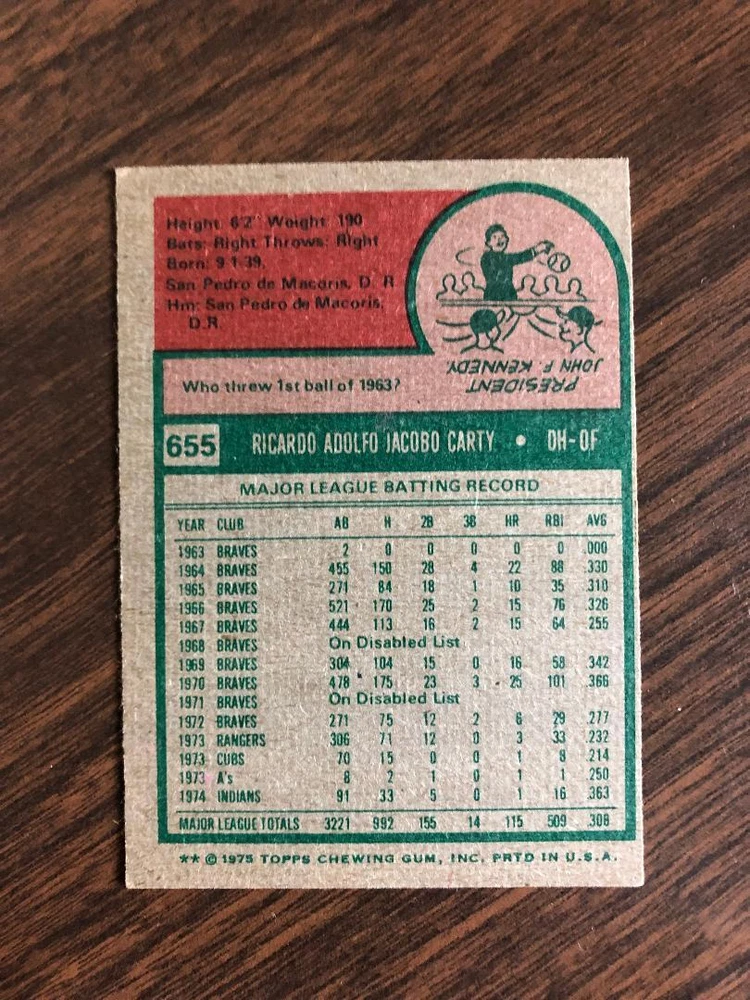 Height: 6'2" Weight: 190
Bats: Right Throws: Right
Born: 9-1-39,
San Pedro de Macoris, D. R
Hm: San Pedro de Macoris,
D.R.
PRESIDENT
JOHN F. KENNEDY.
Who threw 1st ball of 1963?
655 RICARDO ADOLFO JACOBO CARTY • DH-OF
MAJOR LEAGUE BATTING RECORD
YEAR CLUB AB H 2B 3B HR RBI AVG
1963 BRAVES 2 0 0 0 0 0 .000
1964 BRAVES 455 150 28 4 22 88 .330
1965 BRAVES 271 84 18 1 10 35 .310
1966 BRAVES 521 170 25 2 15 76 .326
1967 BRAVES 444 113 16 2 15 64 .255
1968 BRAVES On Disabled List
1969 BRAVES 304 104 15 0 16 58 .342
1970 BRAVES 478 175 23 3 25 101 .366
1971 BRAVES On Disabled List
1972 BRAVES 271 75 12 2 6 29 .277
1973 RANGERS 306 71 12 0 3 33 .232
1973 CUBS 70 15 0 0 1 8 .214
1973 A's 8 2 1 0 1 1 .250
1974 INDIANS 91 33 5 0 1 16 .363
MAJOR LEAGUE TOTALS 3221 992 155 14 115 509 .308
** © 1975 TOPPS CHEWING GUM, INC. PRTD IN U.S.A.